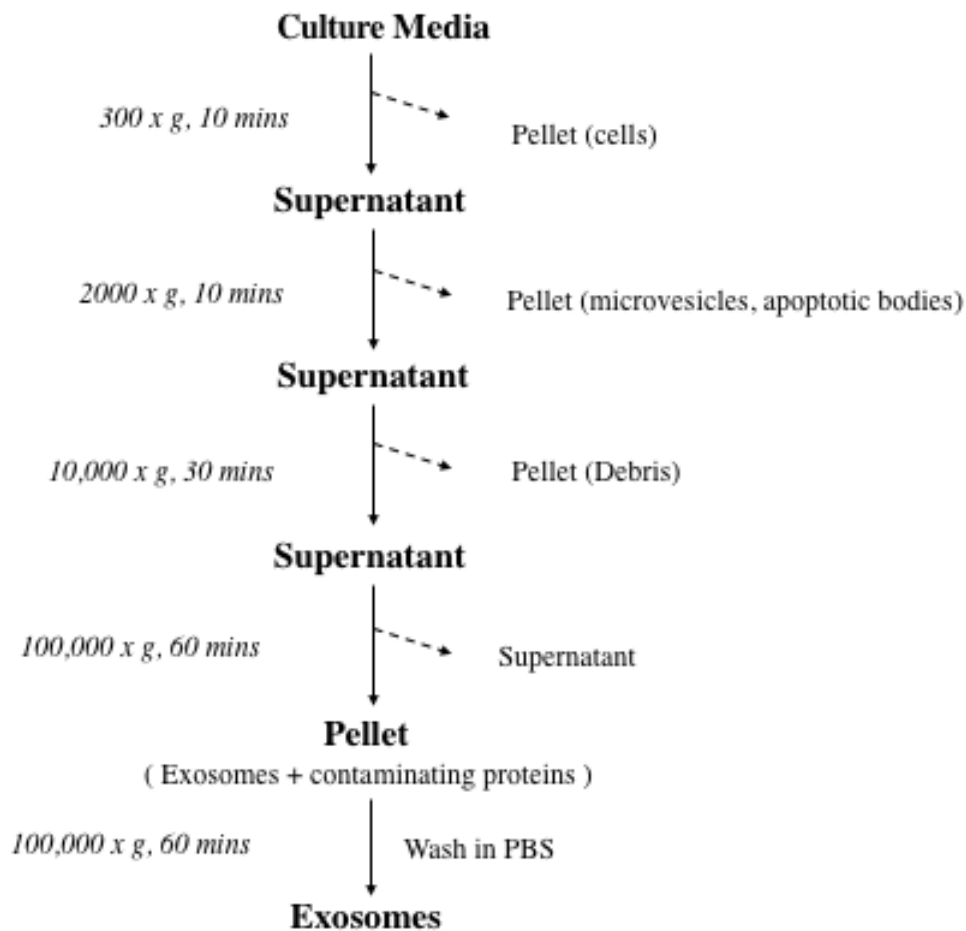 Culture Media
300 x g, 10 mins
Pellet (cells)
Supernatant
2000 x g, 10 mins
Pellet (microvesicles, apoptotic bodies)
Supernatant
10,000 x g, 30 mins
Pellet (Debris)
Supernatant
100,000 x g, 60 mins
Supernatant
Pellet
( Exosomes + contaminating proteins )
100,000 x g, 60 mins
Wash in PBS
Exosomes